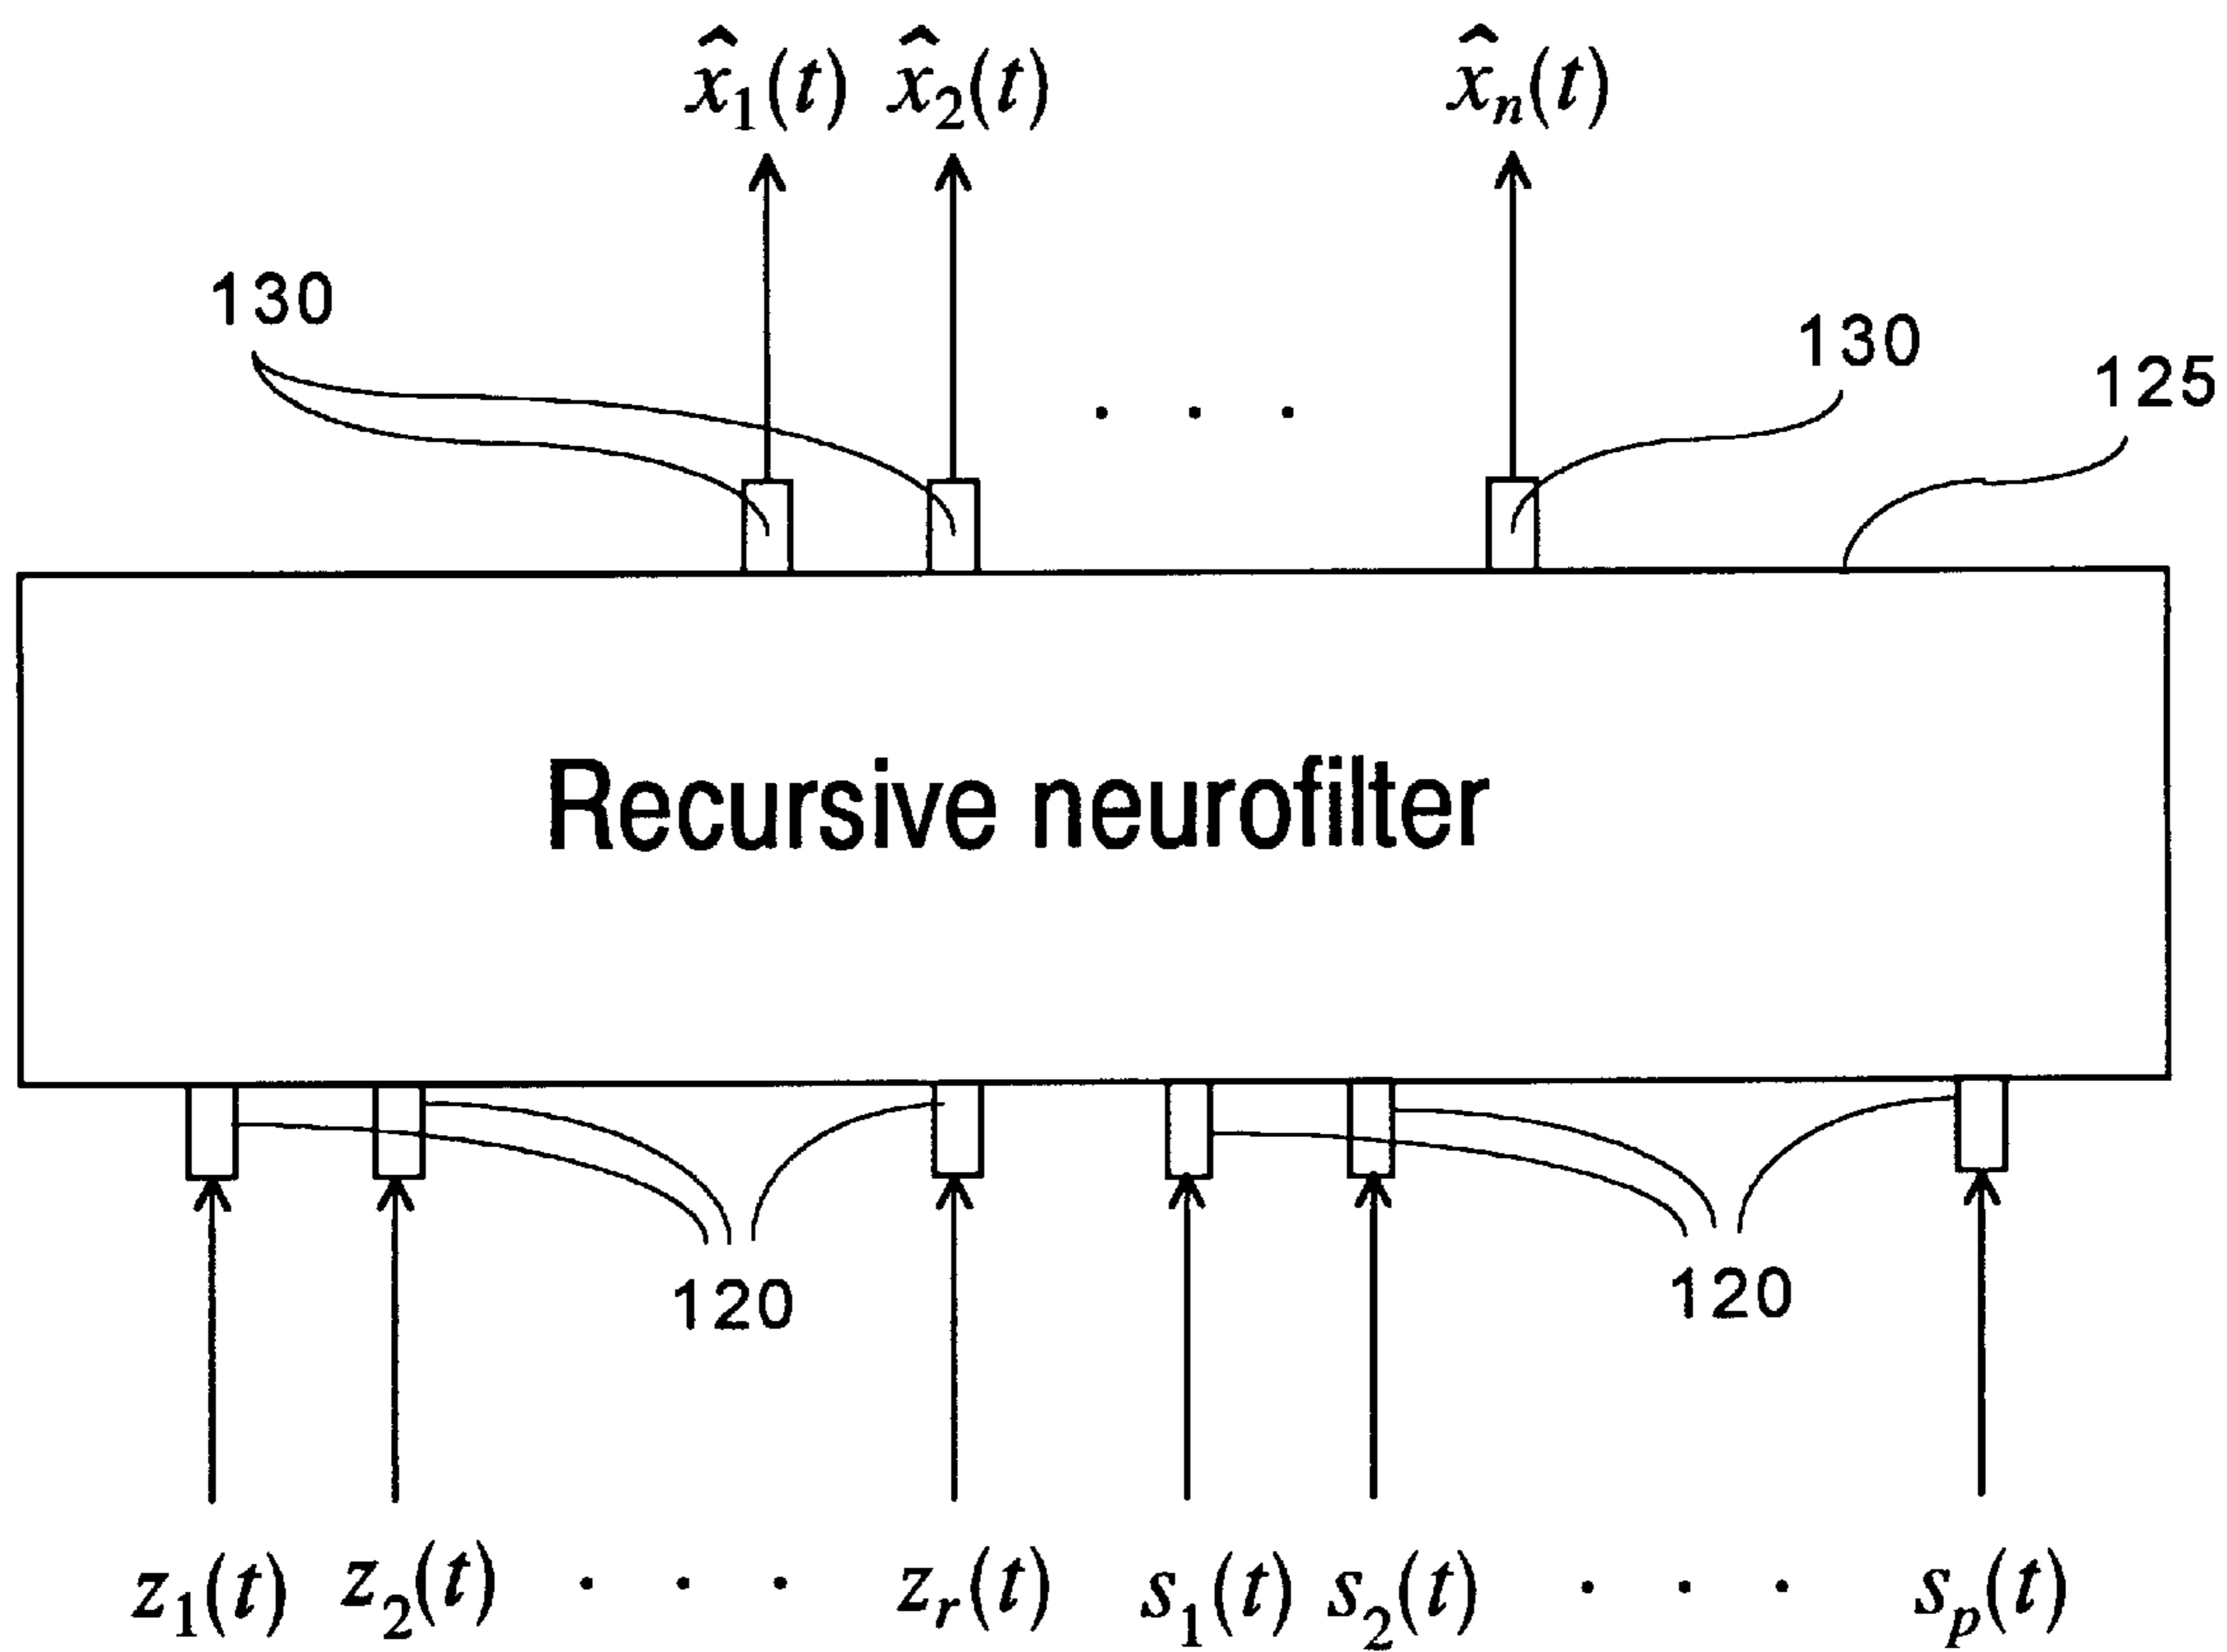 x̂₁(t) x̂₂(t) x̂ₙ(t)
130
130
125
. . .
Recursive neurofilter
120
120
z₁(t) z₂(t) . . . zᵣ(t) s₁(t) s₂(t) . . . sₚ(t)